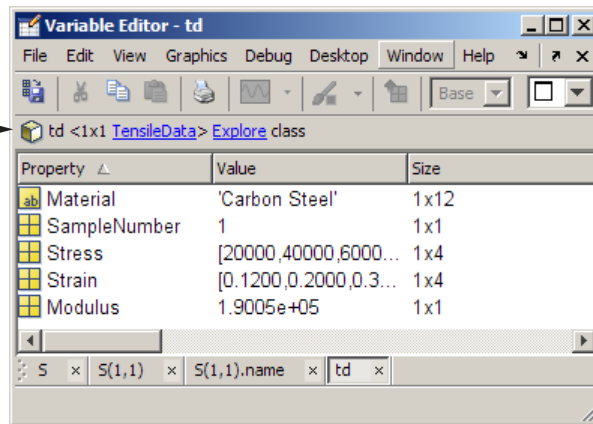 Variable Editor - td
File Edit View Graphics Debug Desktop Window Help
Base
td <1x1 TensileData> Explore class
Property Value Size
ab Material 'Carbon Steel' 1x12
SampleNumber 1 1x1
Stress [20000,40000,6000... 1x4
Strain [0.1200,0.2000,0.3... 1x4
Modulus 1.9005e+05 1x1
S S(1,1) S(1,1).name td